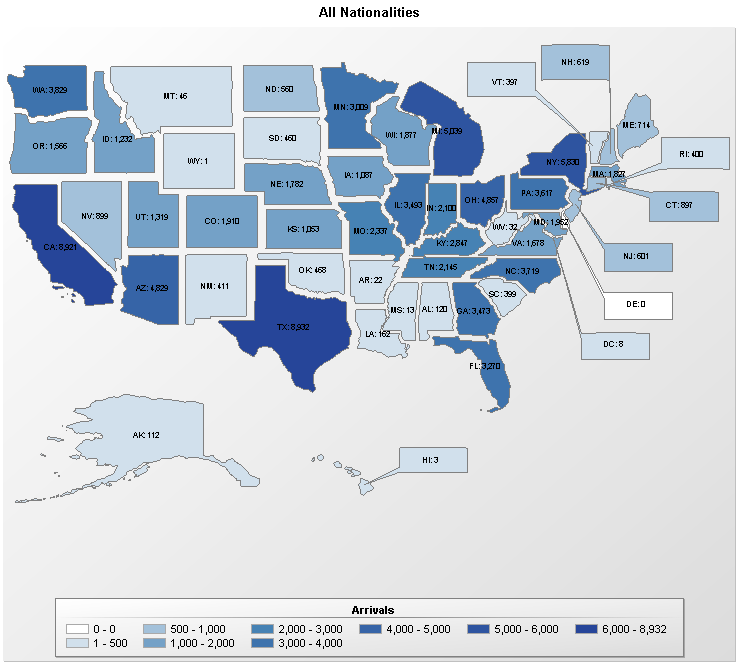 All Nationalities
NH: 619
VT: 397
WA: 3,829
MT: 46
ND: 560
MN: 3,009
ME: 714
OR: 1,566
ID: 1,232
WI: 1,877
MI: 5,039
SD: 460
RI: 400
WY: 1
NY: 5,830
MA: 1,827
IA: 1,087
NE: 1,782
PA: 3,617
OH: 4,857
CT: 897
IL: 3,493
IN: 2,100
NV: 899
UT: 1,319
CO: 1,910
KS: 1,053
MO: 2,337
WV: 32
MD: 1,962
CA: 8,921
KY: 2,847
VA: 1,678
NJ: 601
TN: 2,145
NC: 3,719
OK: 468
AZ: 4,829
NM: 411
AR: 22
SC: 399
DE: 0
MS: 13
AL: 120
GA: 3,473
TX: 8,932
LA: 162
DC: 8
FL: 3,270
AK: 112
HI: 3
Arrivals
0 - 0
500 - 1,000
2,000 - 3,000
4,000 - 5,000
5,000 - 6,000
6,000 - 8,932
1 - 500
1,000 - 2,000
3,000 - 4,000